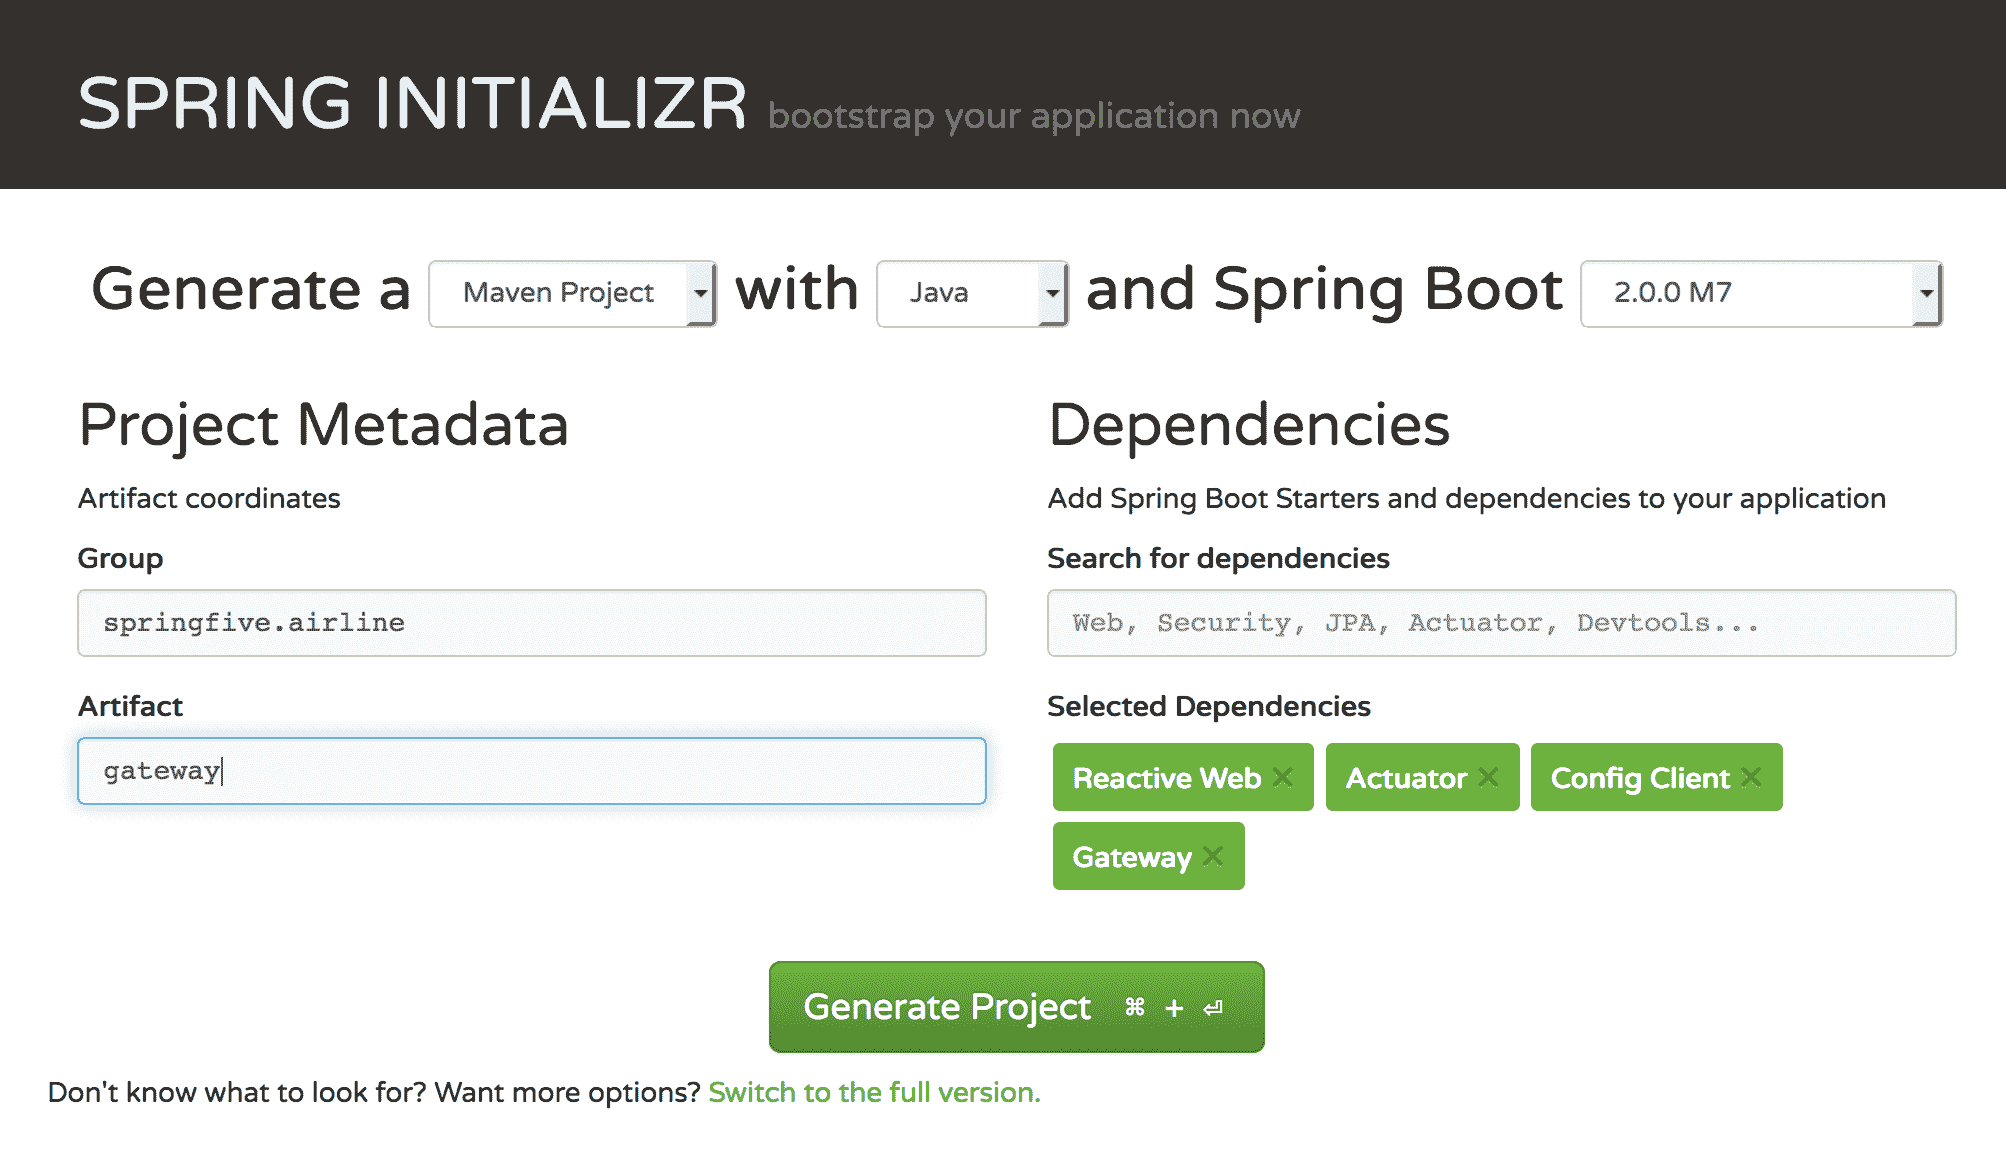 SPRING INITIALIZR bootstrap your application now
Generate a Maven Project with Java and Spring Boot 2.0.0 M7
Project Metadata
Artifact coordinates
Group
springfive.airline
Artifact
gateway
Dependencies
Add Spring Boot Starters and dependencies to your application
Search for dependencies
Web, Security, JPA, Actuator, Devtools...
Selected Dependencies
Reactive Web × Actuator × Config Client ×
Gateway ×
Generate Project ⌘ + ⏎
Don't know what to look for? Want more options? Switch to the full version.